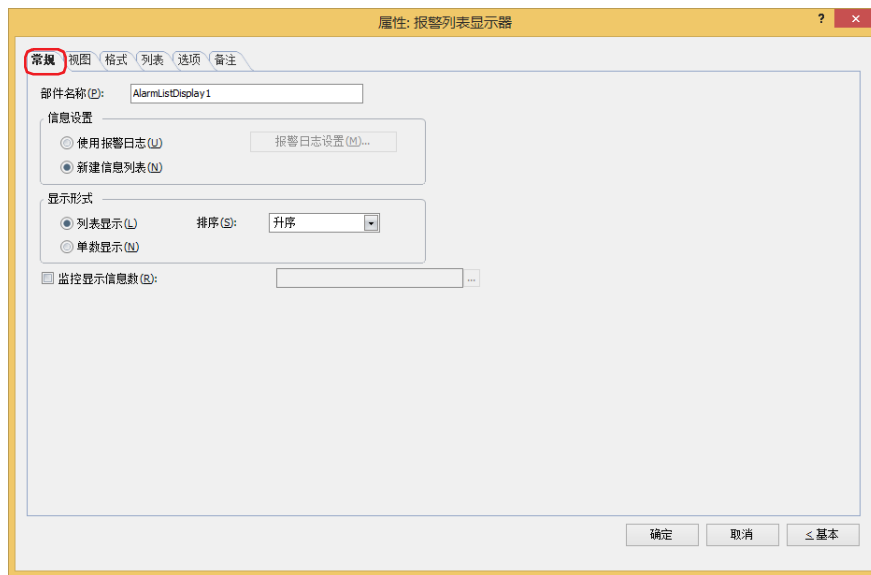 属性: 报警列表显示器
? ×
常规 视图 格式 列表 选项 备注
部件名称(P): AlarmListDisplay1
信息设置
使用报警日志(U) 报警日志设置(M)...
新建信息列表(N)
显示形式
列表显示(L) 排序(S): 升序
单数显示(N)
监控显示信息数(R): ...
确定 取消 <基本